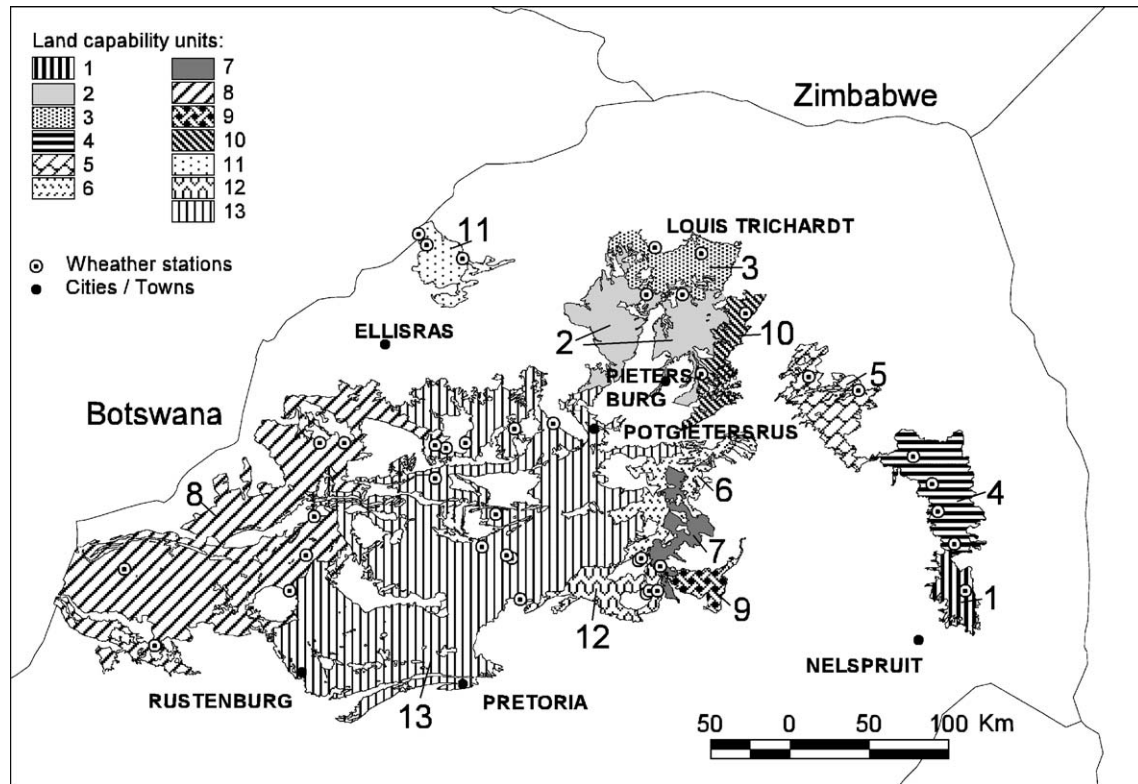 Land capability units:
1 7
2 8
3 9
4 10
5 11
6 12
13
Wheather stations
Cities / Towns
Zimbabwe
Botswana
LOUIS TRICHARDT
11
3
ELLISRAS
2
10
PIETERS
BURG
5
POTGIETERSRUS
6
4
8
7
1
9
12
NELSPRUIT
RUSTENBURG
PRETORIA
13
50 0 50 100 Km